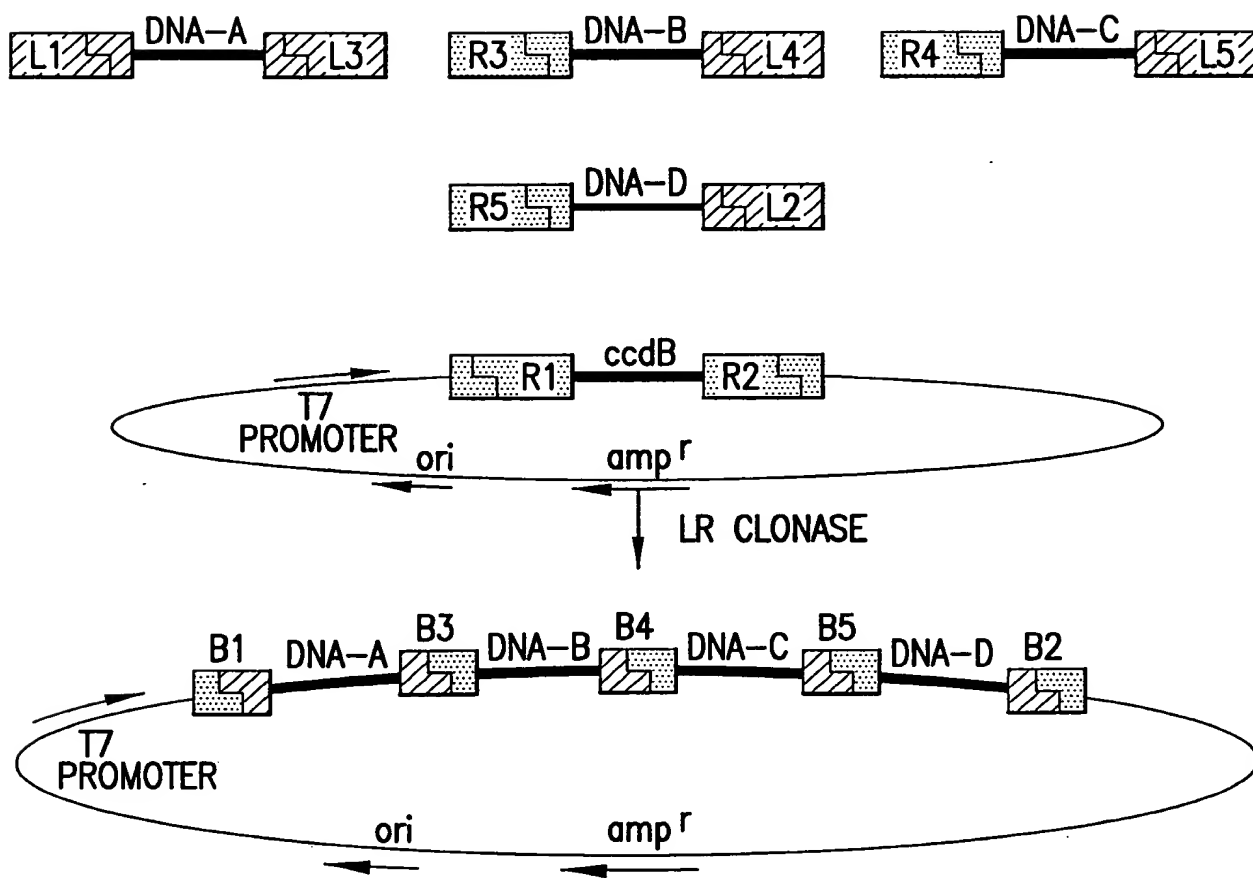 L1 DNA-A L3 R3 DNA-B L4 R4 DNA-C L5
R5 DNA-D L2
R1 ccdB R2
T7
PROMOTER
ori amp r
LR CLONASE
B1 DNA-A B3 DNA-B B4 DNA-C B5 DNA-D B2
T7
PROMOTER
ori amp r